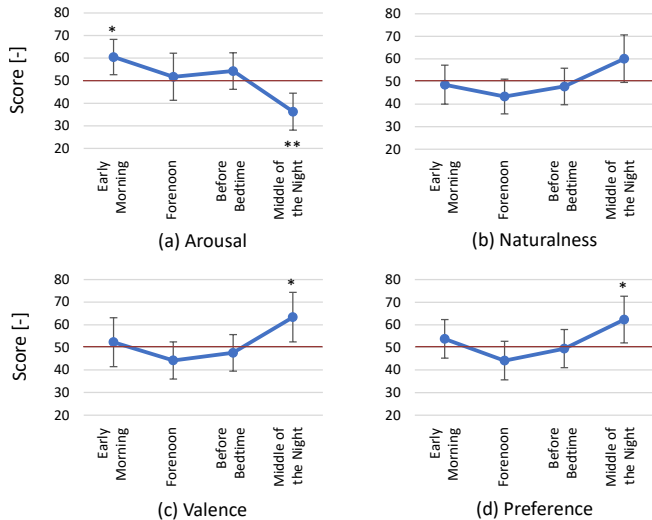 Score [-]
80
70
60
50
40
30
20
*
**
Early
Morning
Forenoon
Before
Bedtime
Middle of
the Night
(a) Arousal
80
70
60
50
40
30
20
Early
Morning
Forenoon
Before
Bedtime
Middle of
the Night
(b) Naturalness
Score [-]
80
70
60
50
40
30
20
*
Early
Morning
Forenoon
Before
Bedtime
Middle of
the Night
(c) Valence
80
70
60
50
40
30
20
*
Early
Morning
Forenoon
Before
Bedtime
Middle of
the Night
(d) Preference